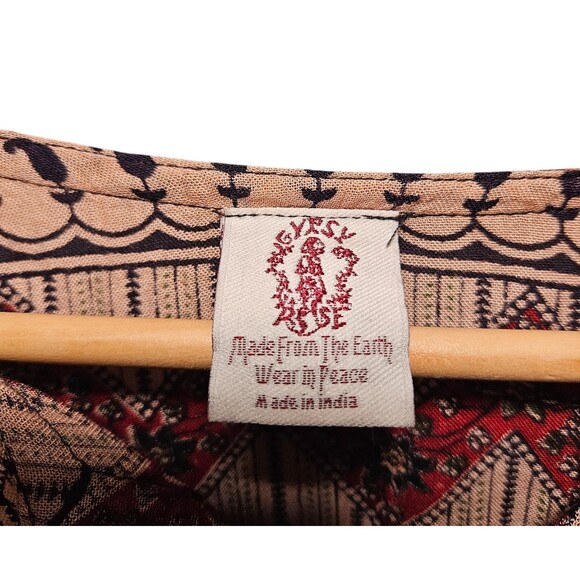 GYPSY
ROSE
Made From The Earth
Wear in Peace
Made in India